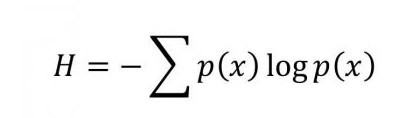 H = − ∑ p(x) log p(x)